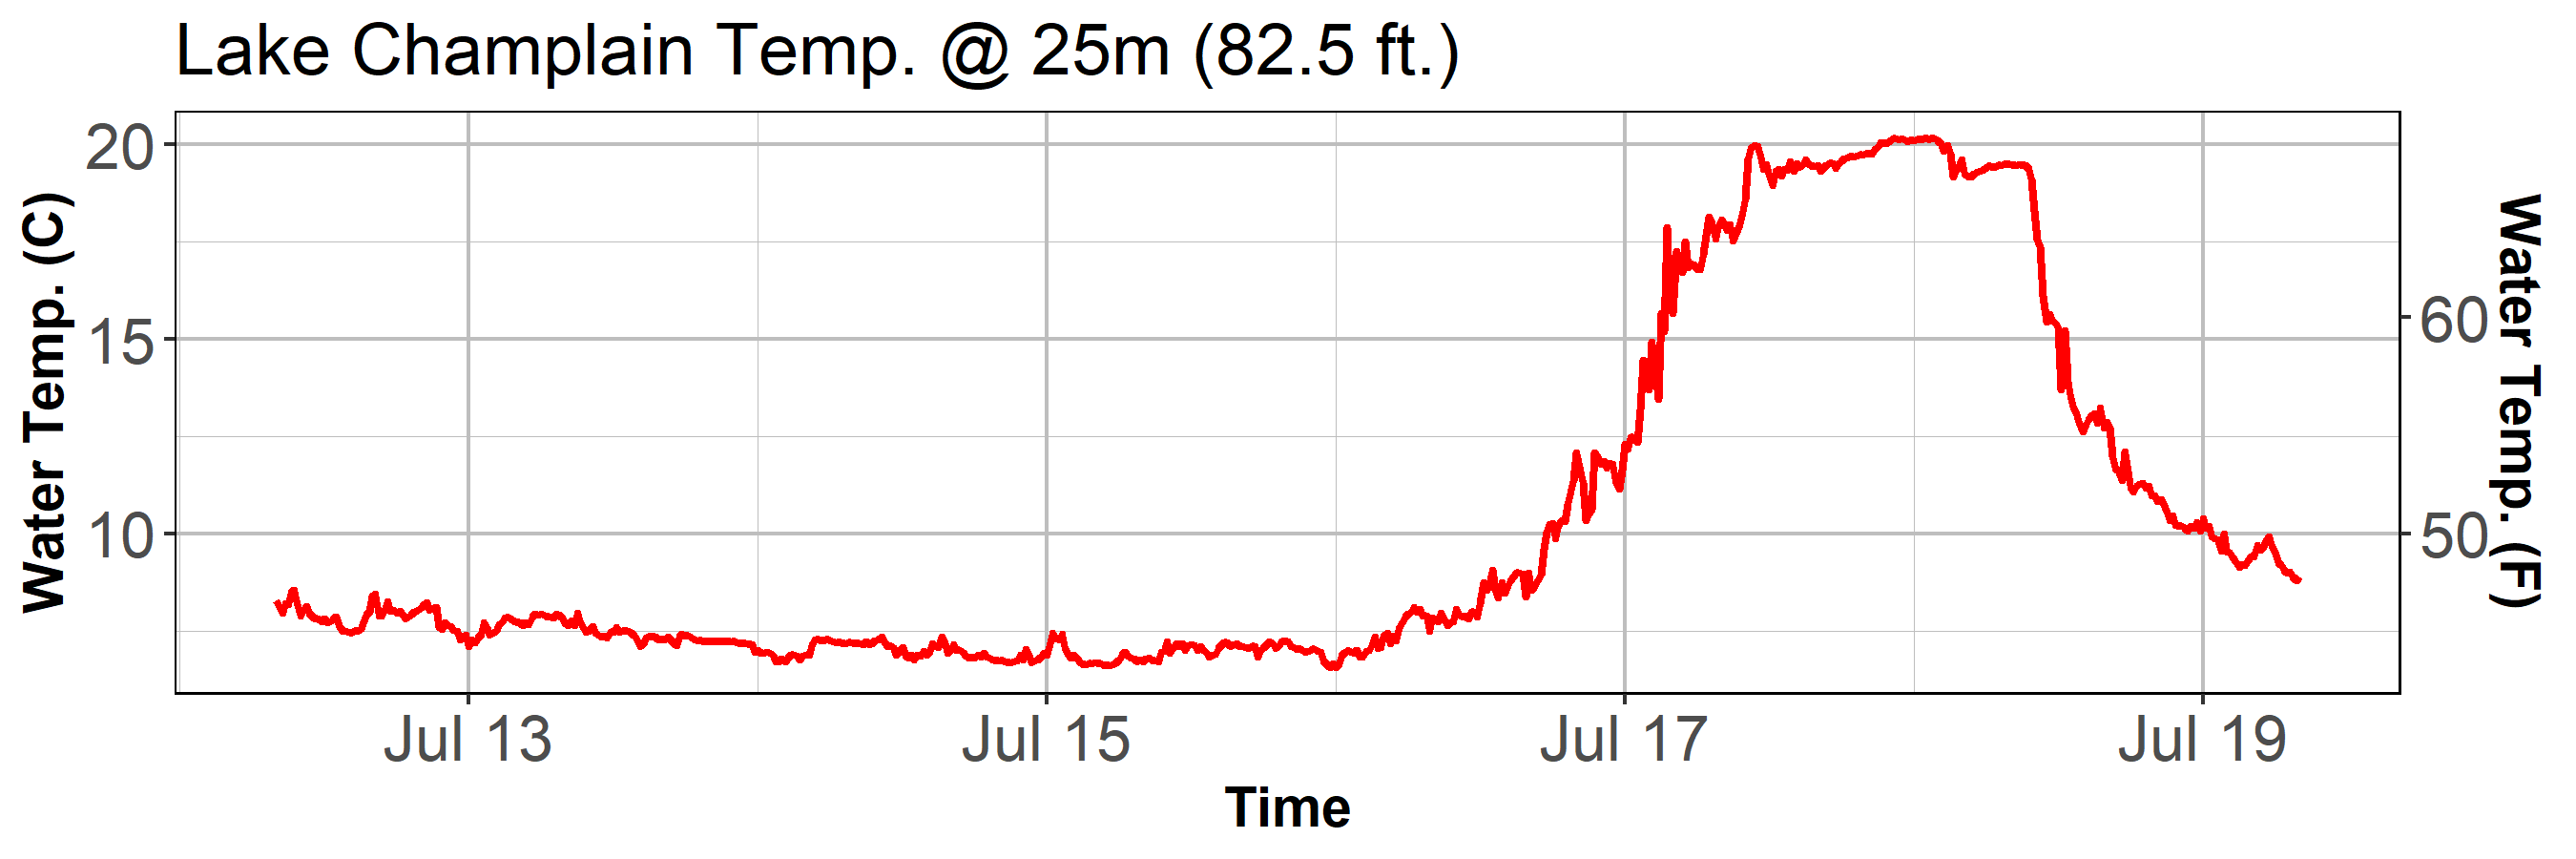 Lake Champlain Temp. @ 25m (82.5 ft.)
Water Temp. (C)
20
15
10
Water Temp. (F)
60
50
Jul 13
Jul 15
Jul 17
Jul 19
Time